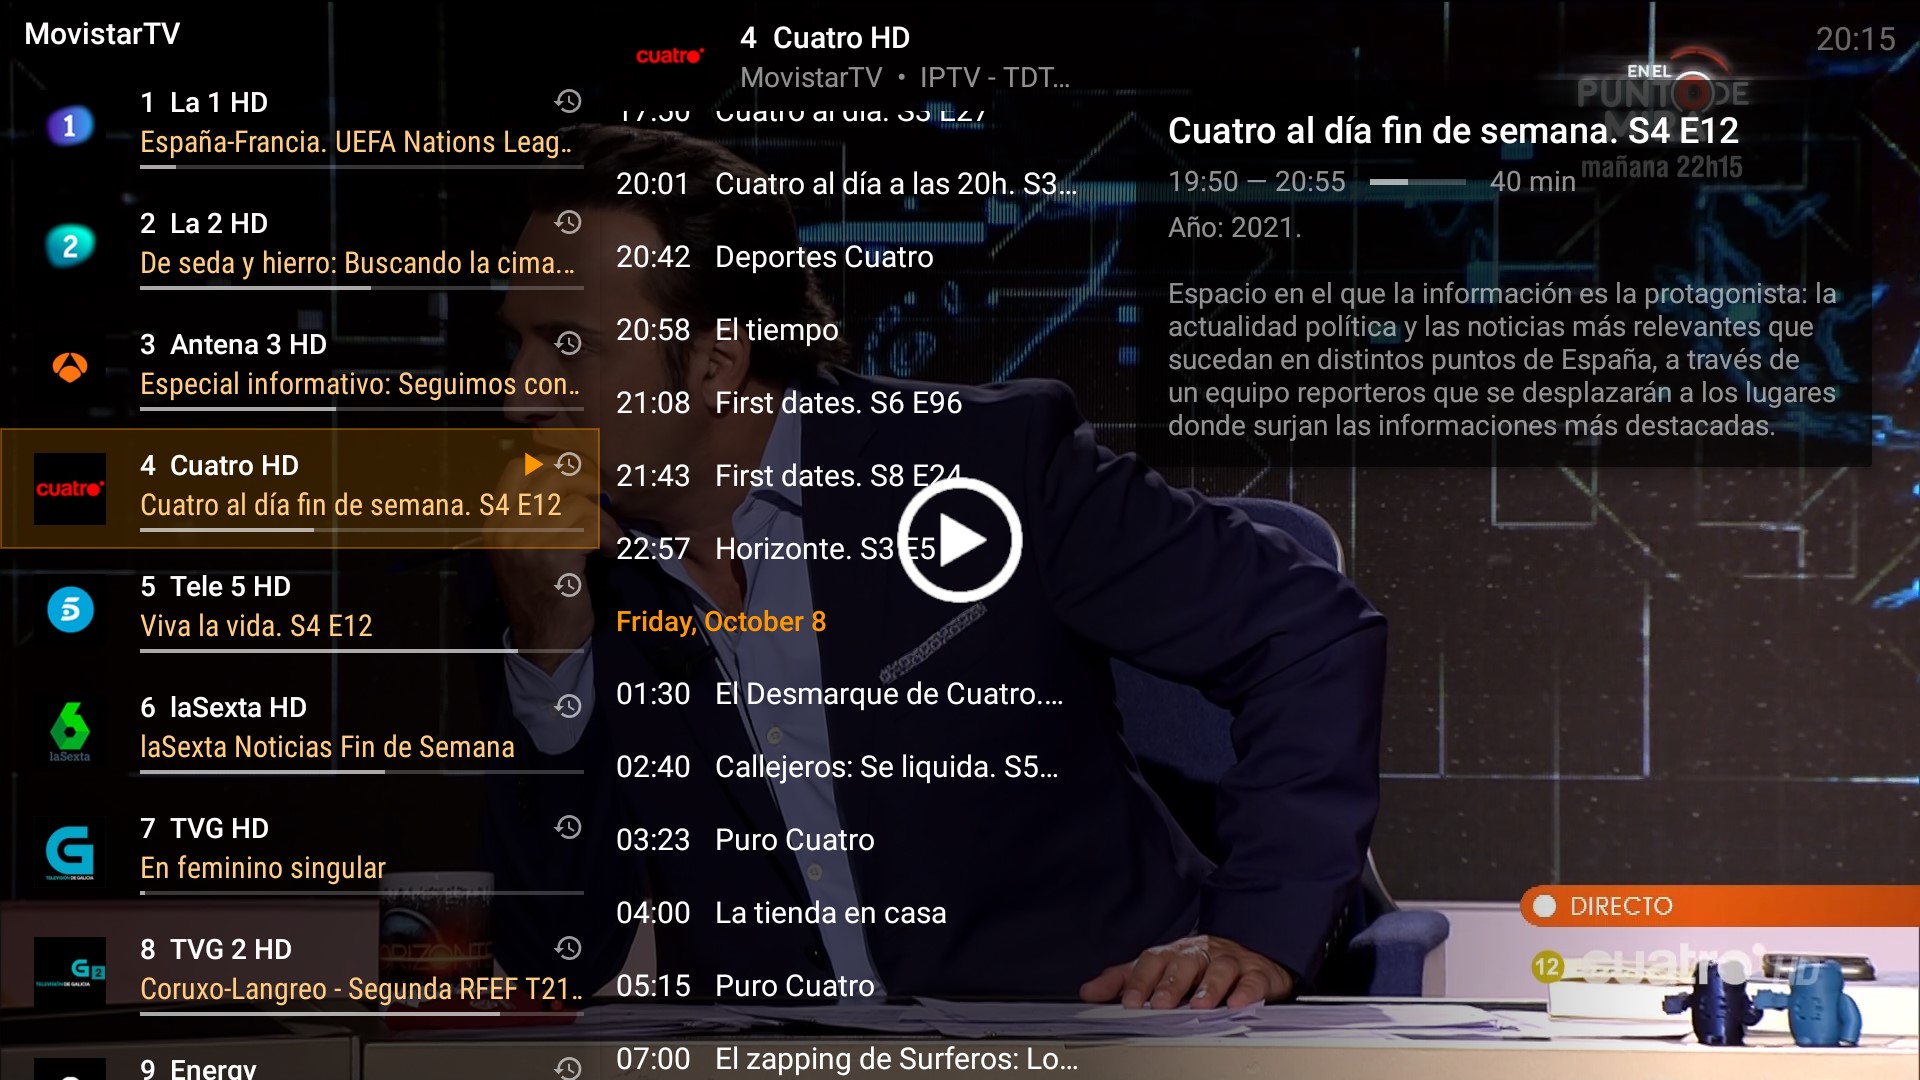 MovistarTV
1 La 1 HD
España-Francia. UEFA Nations Leag..
2 La 2 HD
De seda y hierro: Buscando la cima...
3 Antena 3 HD
Especial informativo: Seguimos con..
cuatro
4 Cuatro HD
Cuatro al día fin de semana. S4 E12
5 Tele 5 HD
Viva la vida. S4 E12
laSexta
6 laSexta HD
laSexta Noticias Fin de Semana
7 TVG HD
En feminino singular
8 TVG 2 HD
Coruxo-Langreo - Segunda RFEF T21..
9 Energy
cuatro
4 Cuatro HD
MovistarTV • IPTV - TDT...
17:50 Cuatro al día. S3 E27
20:01 Cuatro al día a las 20h. S3...
20:42 Deportes Cuatro
20:58 El tiempo
21:08 First dates. S6 E96
21:43 First dates. S8 E24
22:57 Horizonte. S3 E5
Friday, October 8
01:30 El Desmarque de Cuatro....
02:40 Callejeros: Se liquida. S5...
03:23 Puro Cuatro
04:00 La tienda en casa
05:15 Puro Cuatro
07:00 El zapping de Surferos: Lo...
20:15
EN EL
PUNTO DE
mañana 22h15
Cuatro al día fin de semana. S4 E12
19:50 — 20:55 40 min
Año: 2021.
Espacio en el que la información es la protagonista: la
actualidad política y las noticias más relevantes que
sucedan en distintos puntos de España, a través de
un equipo reporteros que se desplazarán a los lugares
donde surjan las informaciones más destacadas.
DIRECTO
12 cuatro HD